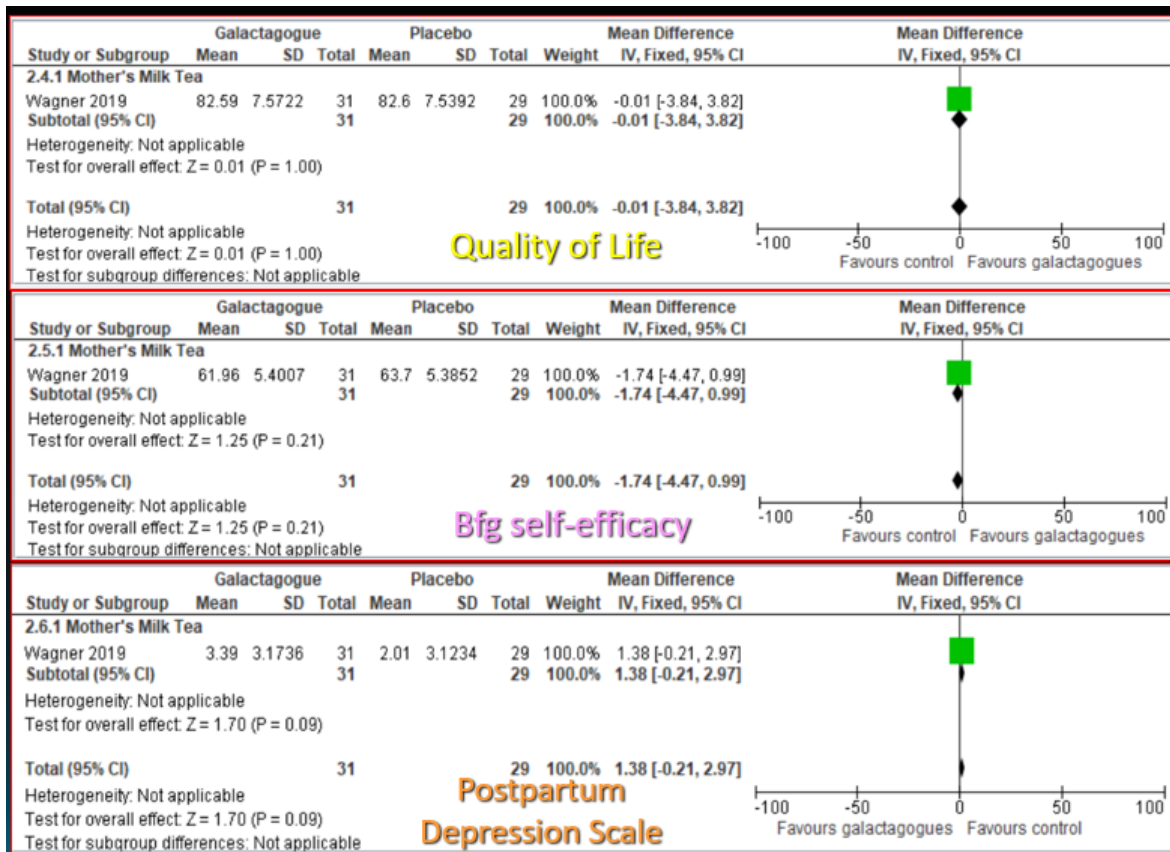 Galactagogue Placebo Mean Difference Mean Difference
Study or Subgroup Mean SD Total Mean SD Total Weight IV, Fixed, 95% CI IV, Fixed, 95% CI
2.4.1 Mother's Milk Tea
Wagner 2019 82.59 7.5722 31 82.6 7.5392 29 100.0% -0.01 [-3.84, 3.82]
Subtotal (95% CI) 31 29 100.0% -0.01 [-3.84, 3.82]
Heterogeneity: Not applicable
Test for overall effect: Z = 0.01 (P = 1.00)
Total (95% CI) 31 29 100.0% -0.01 [-3.84, 3.82]
Heterogeneity: Not applicable
Test for overall effect: Z = 0.01 (P = 1.00)
Test for subgroup differences: Not applicable
Quality of Life
-100 -50 0 50 100
Favours control Favours galactagogues
Galactagogue Placebo Mean Difference Mean Difference
Study or Subgroup Mean SD Total Mean SD Total Weight IV, Fixed, 95% CI IV, Fixed, 95% CI
2.5.1 Mother's Milk Tea
Wagner 2019 61.96 5.4007 31 63.7 5.3852 29 100.0% -1.74 [-4.47, 0.99]
Subtotal (95% CI) 31 29 100.0% -1.74 [-4.47, 0.99]
Heterogeneity: Not applicable
Test for overall effect: Z = 1.25 (P = 0.21)
Total (95% CI) 31 29 100.0% -1.74 [-4.47, 0.99]
Heterogeneity: Not applicable
Test for overall effect: Z = 1.25 (P = 0.21)
Test for subgroup differences: Not applicable
Bfg self-efficacy
-100 -50 0 50 100
Favours control Favours galactagogues
Galactagogue Placebo Mean Difference Mean Difference
Study or Subgroup Mean SD Total Mean SD Total Weight IV, Fixed, 95% CI IV, Fixed, 95% CI
2.6.1 Mother's Milk Tea
Wagner 2019 3.39 3.1736 31 2.01 3.1234 29 100.0% 1.38 [-0.21, 2.97]
Subtotal (95% CI) 31 29 100.0% 1.38 [-0.21, 2.97]
Heterogeneity: Not applicable
Test for overall effect: Z = 1.70 (P = 0.09)
Total (95% CI) 31 29 100.0% 1.38 [-0.21, 2.97]
Heterogeneity: Not applicable
Test for overall effect: Z = 1.70 (P = 0.09)
Test for subgroup differences: Not applicable
Postpartum
Depression Scale
-100 -50 0 50 100
Favours galactagogues Favours control